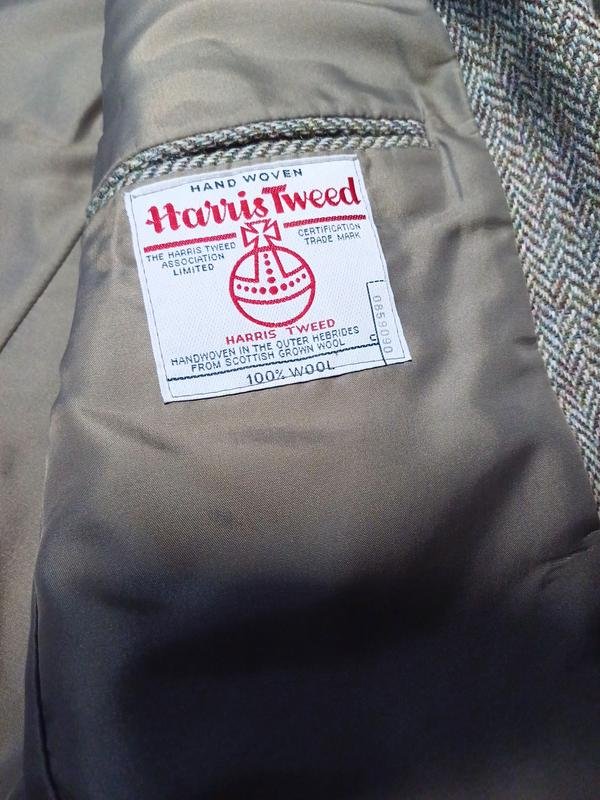 HAND WOVEN
Harris Tweed
THE HARRIS TWEED
ASSOCIATION
LIMITED
CERTIFICATION
TRADE MARK
HARRIS TWEED
HANDWOVEN IN THE OUTER HEBRIDES
FROM SCOTTISH GROWN WOOL
100% WOOL
C
0859090